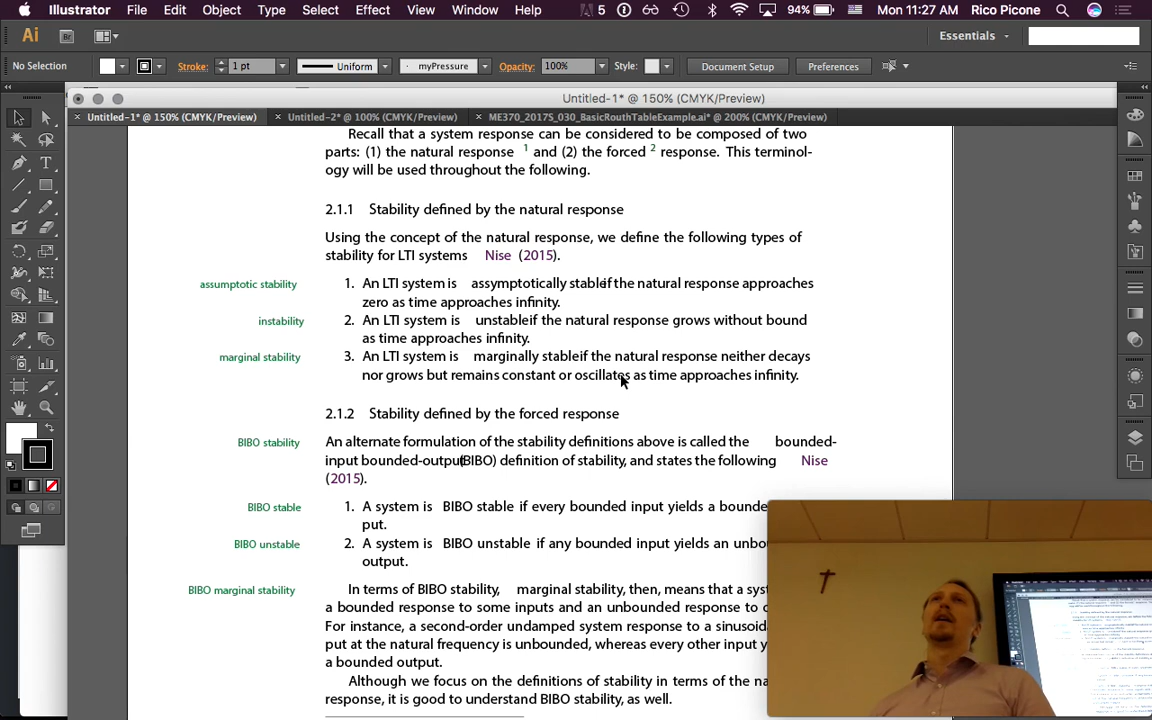 Illustrator File Edit Object Type Select Effect View Window Help 5 94% Mon 11:27 AM Rico Picone
Ai Br Essentials
No Selection Stroke: 1 pt Uniform myPressure Opacity: 100% Style: Document Setup Preferences
Untitled-1* @ 150% (CMYK/Preview)
Untitled-1* @ 150% (CMYK/Preview) Untitled-2* @ 100% (CMYK/Preview) ME370_2017S_030_BasicRouthTableExample.ai* @ 200% (CMYK/Preview)
Recall that a system response can be considered to be composed of two
parts: (1) the natural response 1 and (2) the forced 2 response. This terminol-
ogy will be used throughout the following.
2.1.1 Stability defined by the natural response
Using the concept of the natural response, we define the following types of
stability for LTI systems Nise (2015).
assumptotic stability 1. An LTI system is assymptotically stableif the natural response approaches
zero as time approaches infinity.
instability 2. An LTI system is unstableif the natural response grows without bound
as time approaches infinity.
marginal stability 3. An LTI system is marginally stableif the natural response neither decays
nor grows but remains constant or oscillates as time approaches infinity.
2.1.2 Stability defined by the forced response
BIBO stability An alternate formulation of the stability definitions above is called the bounded-
input bounded-output(BIBO) definition of stability, and states the following Nise
(2015).
BIBO stable 1. A system is BIBO stable if every bounded input yields a bounde
put.
BIBO unstable 2. A system is BIBO unstable if any bounded input yields an unbou
output.
BIBO marginal stability In terms of BIBO stability, marginal stability, then, means that a syst
a bounded response to some inputs and an unbounded response to o
For instance, a second-order undamped system response to a sinusoida
put at the natural frequency is unbounded, whereas every other input y
a bounded output.
Although we focus on the definitions of stability in terms of the na
response, it is good to understand BIBO stability, as well.